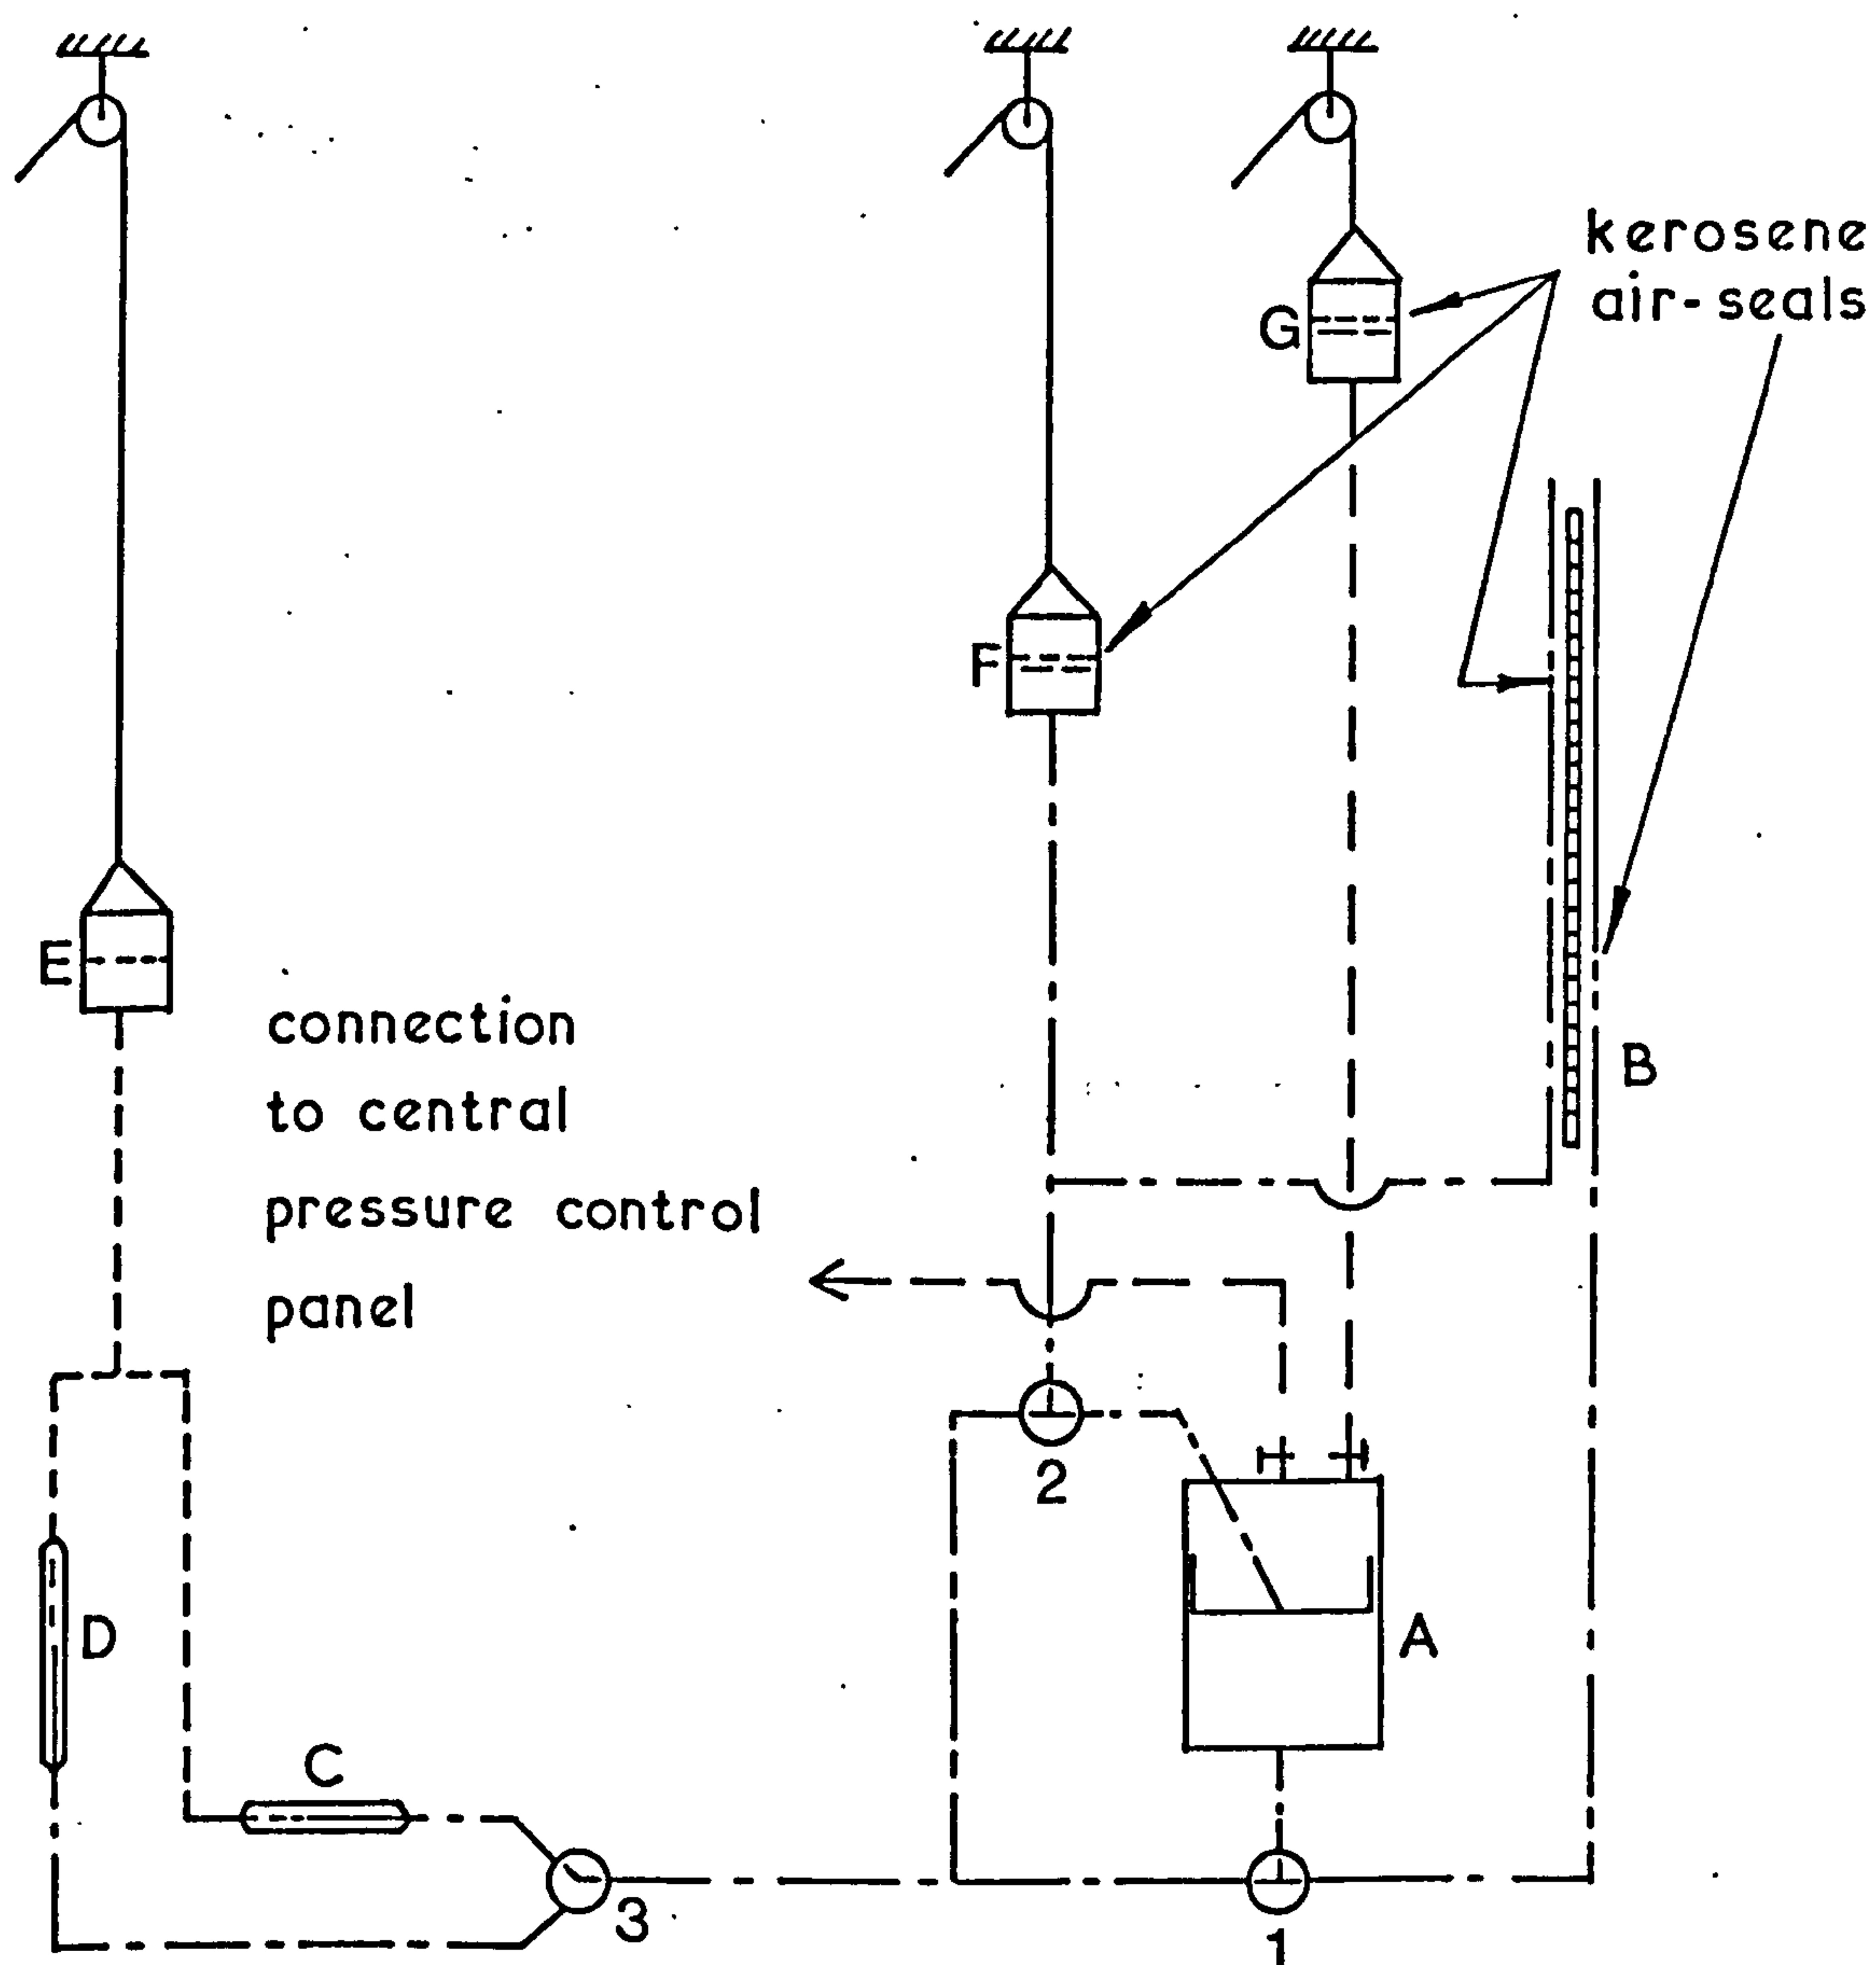 kerosene
air-seals
G
F
E
connection
to central
pressure control
panel
B
2
D
A
C
3
1